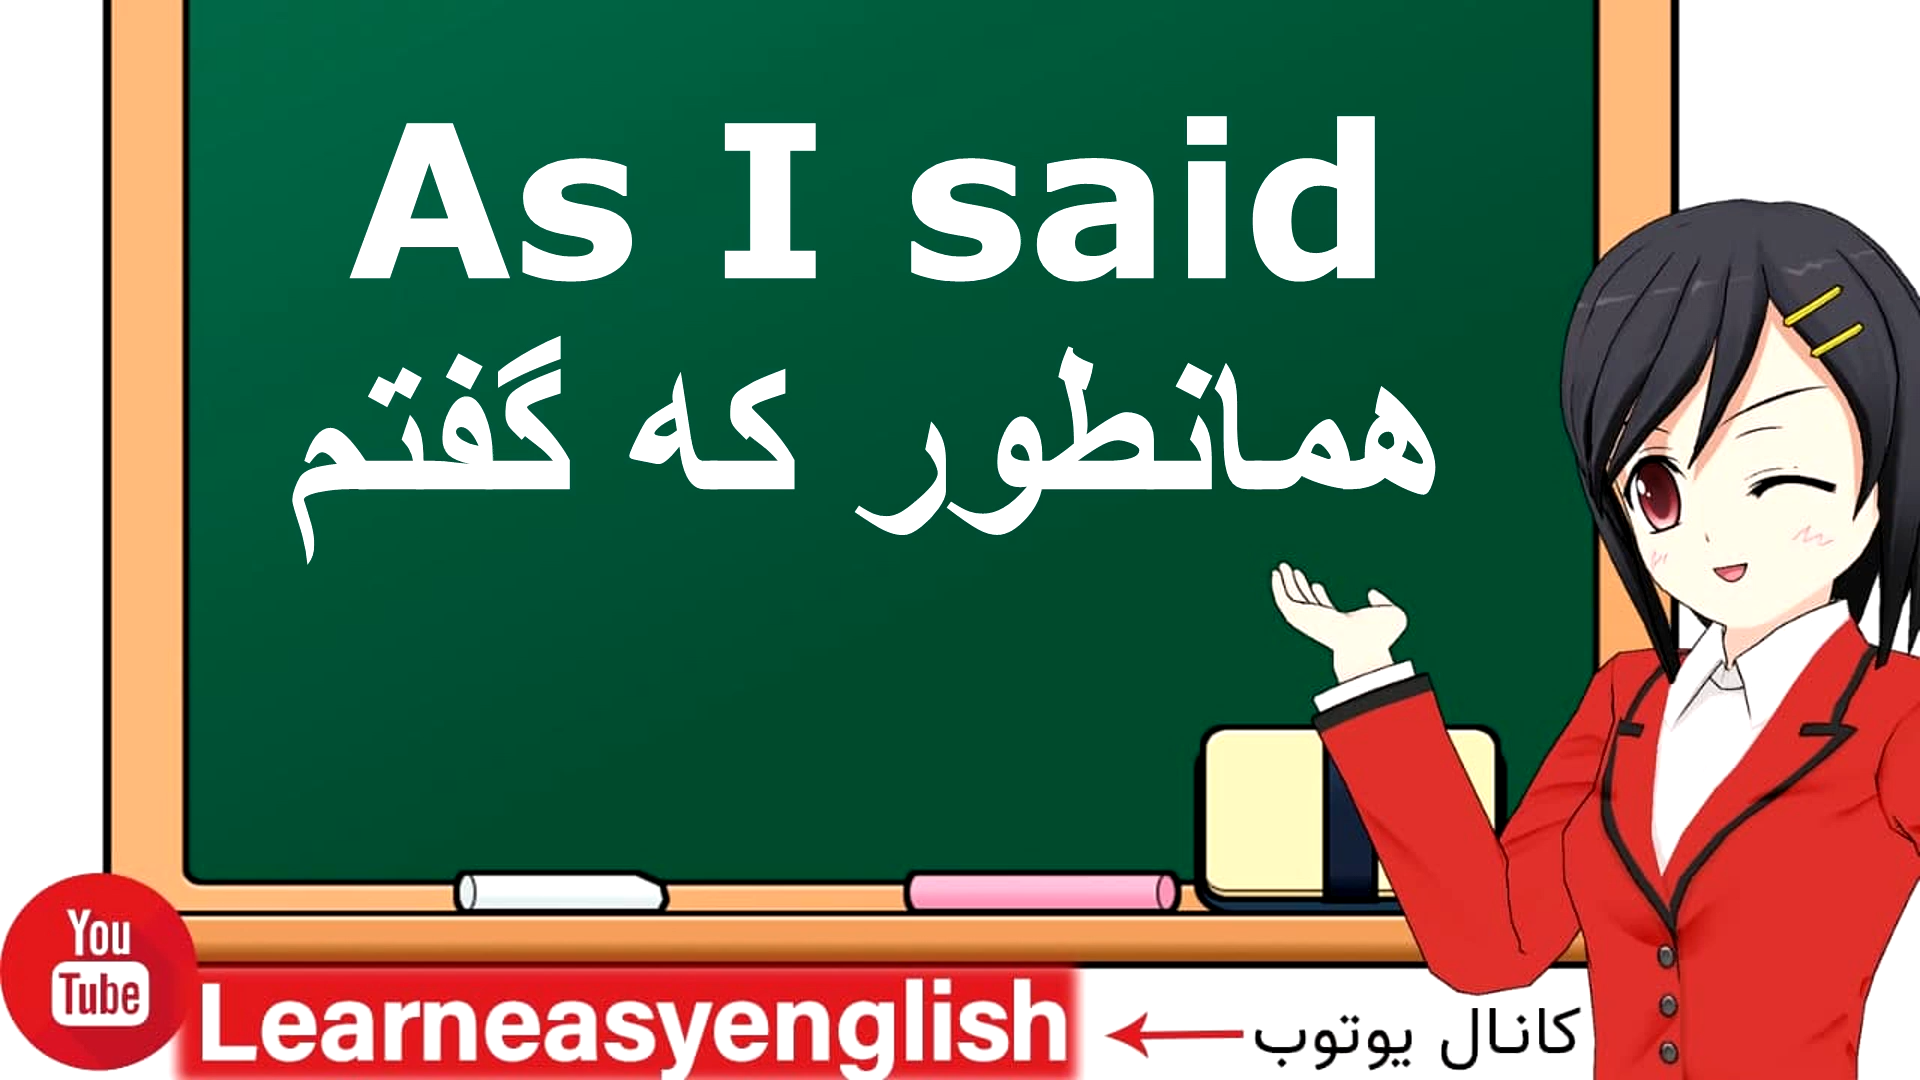 As I said
همانطور که گفتم
You
Tube
Learneasyenglish
کانال یوتوب